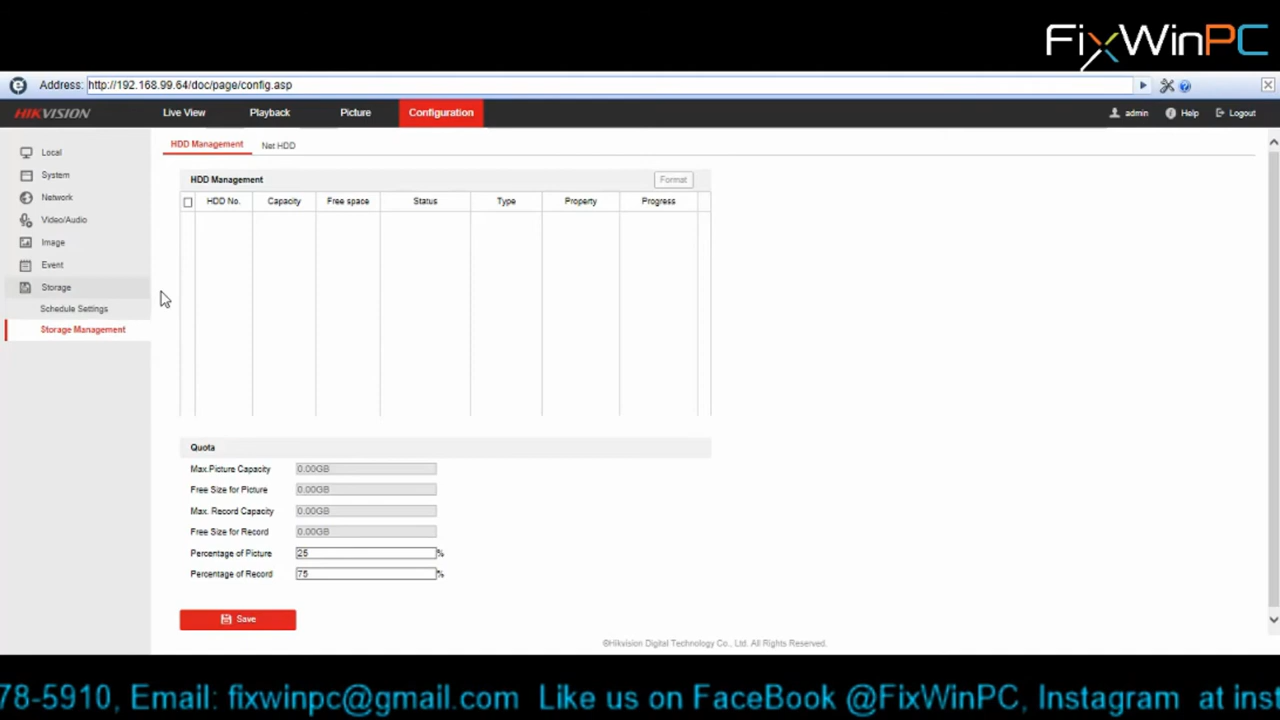 FixWinPC
Address: http://192.168.99.64/doc/page/config.asp
HIKVISION Live View Playback Picture Configuration admin Help Logout
Local
System
Network
Video/Audio
Image
Event
Storage
Schedule Settings
Storage Management
HDD Management Net HDD
HDD Management Format
HDD No. Capacity Free space Status Type Property Progress
Quota
Max.Picture Capacity 0.00GB
Free Size for Picture 0.00GB
Max. Record Capacity 0.00GB
Free Size for Record 0.00GB
Percentage of Picture 25 %
Percentage of Record 75 %
Save
©Hikvision Digital Technology Co., Ltd. All Rights Reserved.
78-5910, Email: fixwinpc@gmail.com Like us on FaceBook @FixWinPC, Instagram at inst